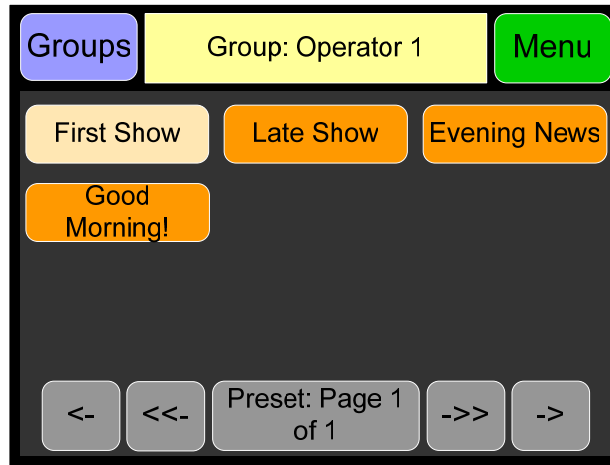 Groups
Group: Operator 1
Menu
First Show
Late Show
Evening News
Good
Morning!
<-
<<-
Preset: Page 1
of 1
->>
->